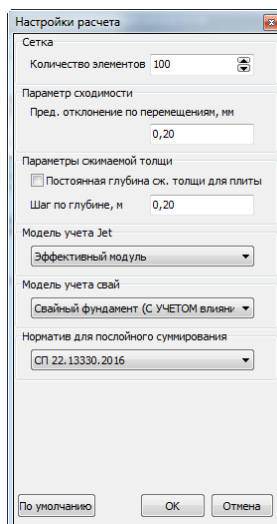 Настройки расчета
Сетка
Количество элементов 100
Параметр сходимости
Пред. отклонение по перемещениям, мм
0,20
Параметры сжимаемой толщи
Постоянная глубина сж. толщи для плиты
Шаг по глубине, м 0,20
Модель учета Jet
Эффективный модуль
Модель учета свай
Свайный фундамент (С УЧЕТОМ влияни
Норматив для послойного суммирования
СП 22.13330.2016
По умолчанию ОК Отмена